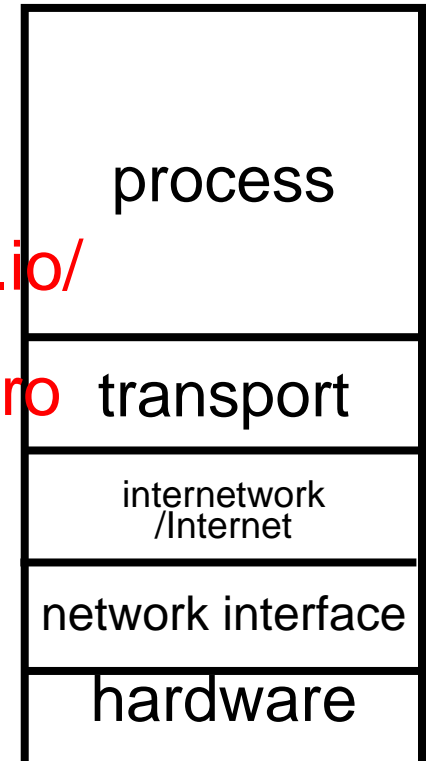 process
.io/
ro
transport
internetwork
/Internet
network interface
hardware